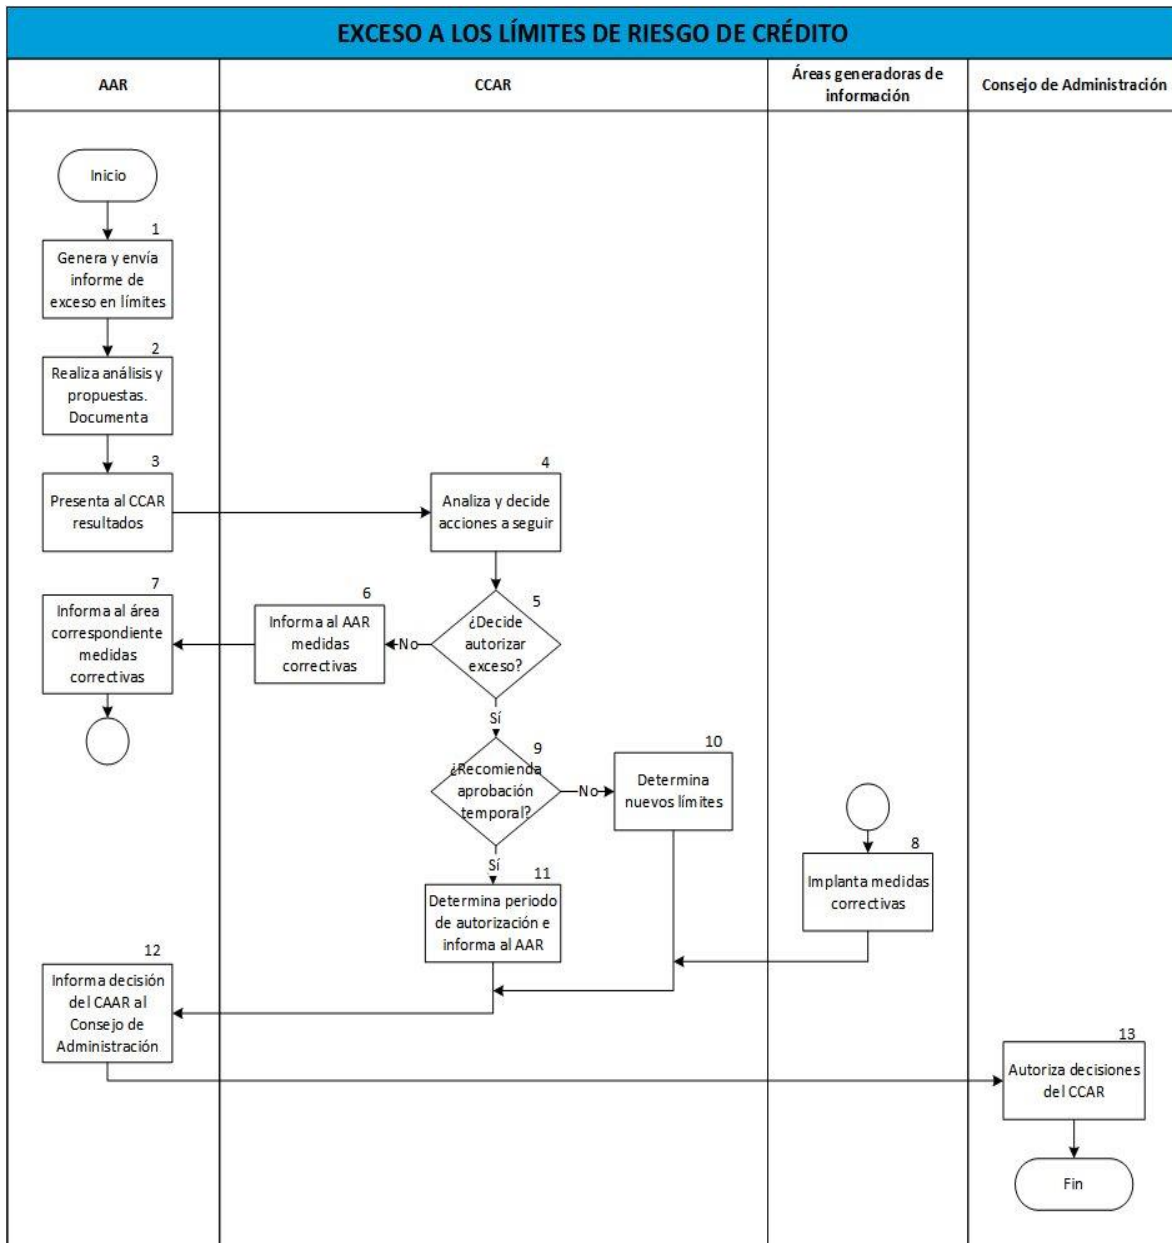 EXCESO A LOS LÍMITES DE RIESGO DE CRÉDITO
AAR
CCAR
Áreas generadoras de
información
Consejo de Administración
Inicio
1
Genera y envía
informe de
exceso en límites
2
Realiza análisis y
propuestas.
Documenta
3
Presenta al CCAR
resultados
4
Analiza y decide
acciones a seguir
5
¿Decide
autorizar
exceso?
No
6
Informa al AAR
medidas
correctivas
7
Informa al área
correspondiente
medidas
correctivas
Sí
9
¿Recomienda
aprobación
temporal?
No
10
Determina
nuevos límites
8
Implanta medidas
correctivas
Sí
11
Determina periodo
de autorización e
informa al AAR
12
Informa decisión
del CAAR al
Consejo de
Administración
13
Autoriza decisiones
del CCAR
Fin